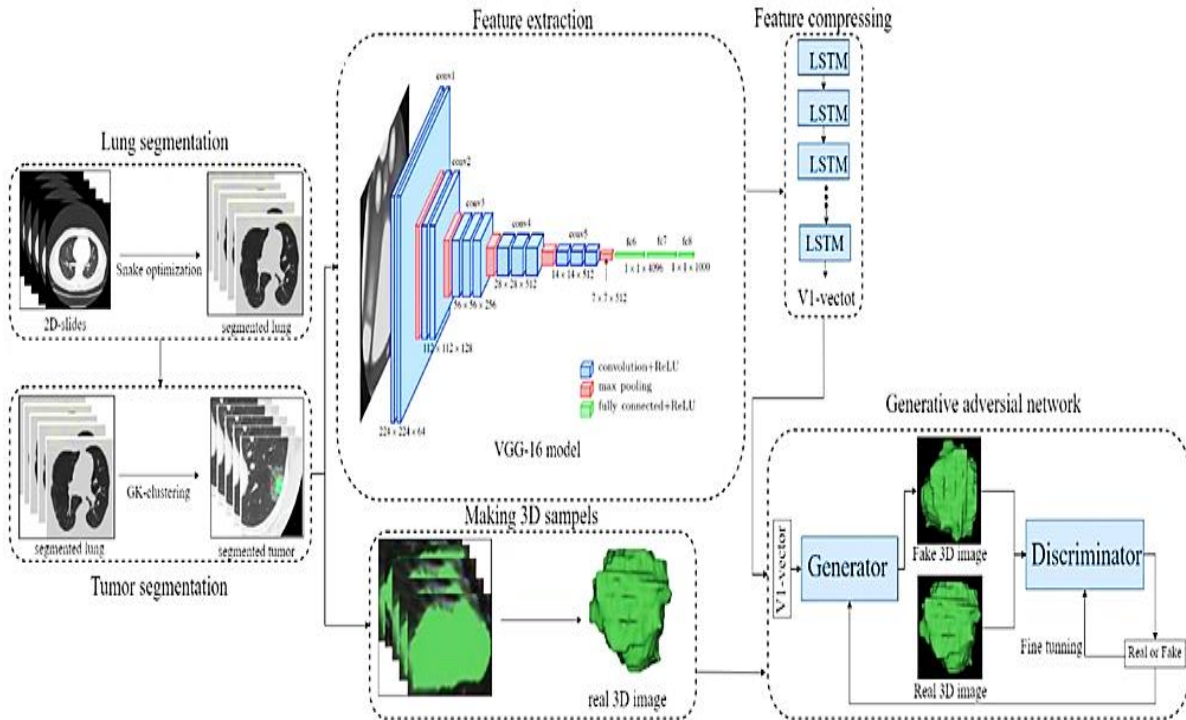 Feature extraction
Feature compressing
LSTM
LSTM
LSTM
LSTM
V1-vectot
Lung segmentation
2D-slides
Snake optimization
segmented lung
segmented lung
GK-clustering
segmented tumor
Tumor segmentation
conv1
conv2
conv3
conv4
conv5
fc6
fc7
fc8
1 × 1 × 4096
1 × 1 × 1000
14 × 14 × 512
28 × 28 × 512
7 × 7 × 512
56 × 56 × 256
112 × 112 × 128
224 × 224 × 64
convolution+ReLU
max pooling
fully connected+ReLU
VGG-16 model
Making 3D sampels
real 3D image
Generative adversial network
V1-vector
Generator
Fake 3D image
Real 3D image
Discriminator
Fine tunning
Real or Fake